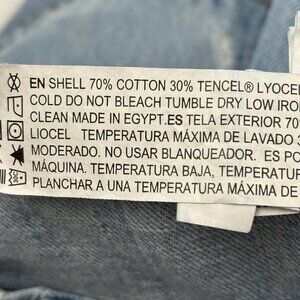 EN SHELL 70% COTTON 30% TENCEL® LYOCEL
COLD DO NOT BLEACH TUMBLE DRY LOW IRO
CLEAN MADE IN EGYPT.ES TELA EXTERIOR 70
LIOCEL TEMPERATURA MÁXIMA DE LAVADO 3
MODERADO. NO USAR BLANQUEADOR. ES PO
MÁQUINA. TEMPERATURA BAJA, TEMPERATU
PLANCHAR A UNA TEMPERATURA MÁXIMA DE